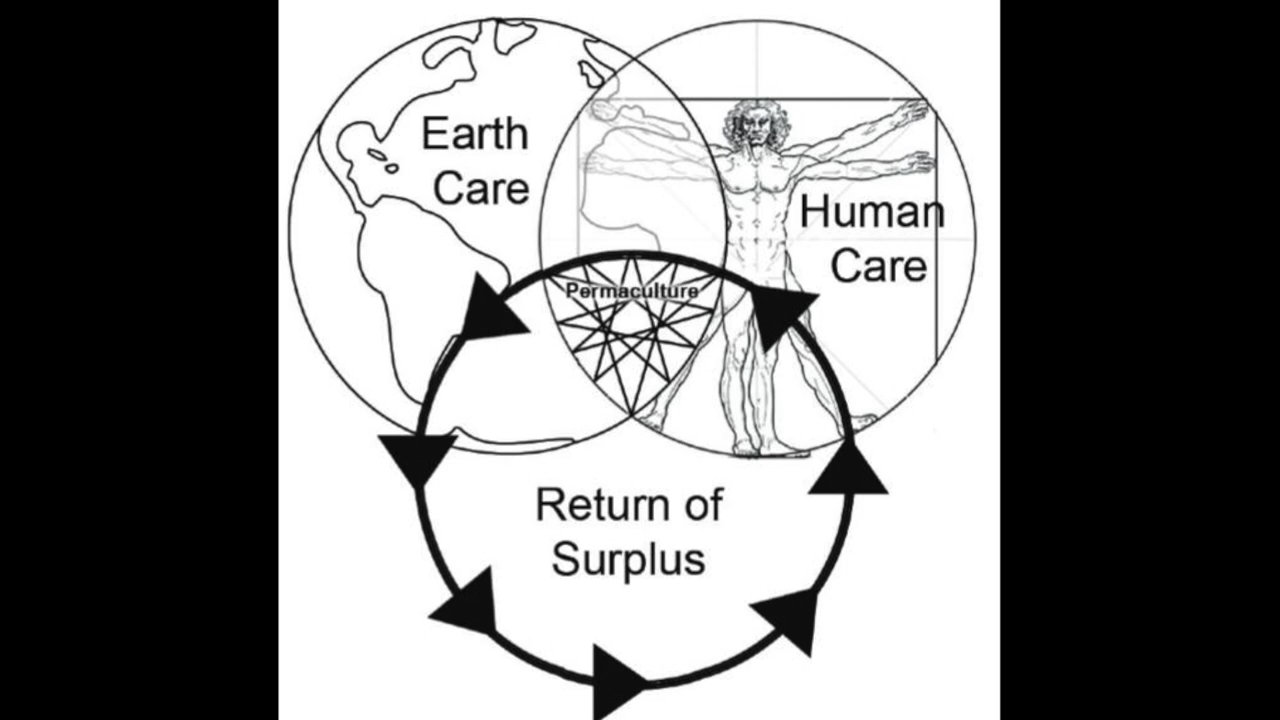 Earth
Care
Human
Care
Permaculture
Return of
Surplus